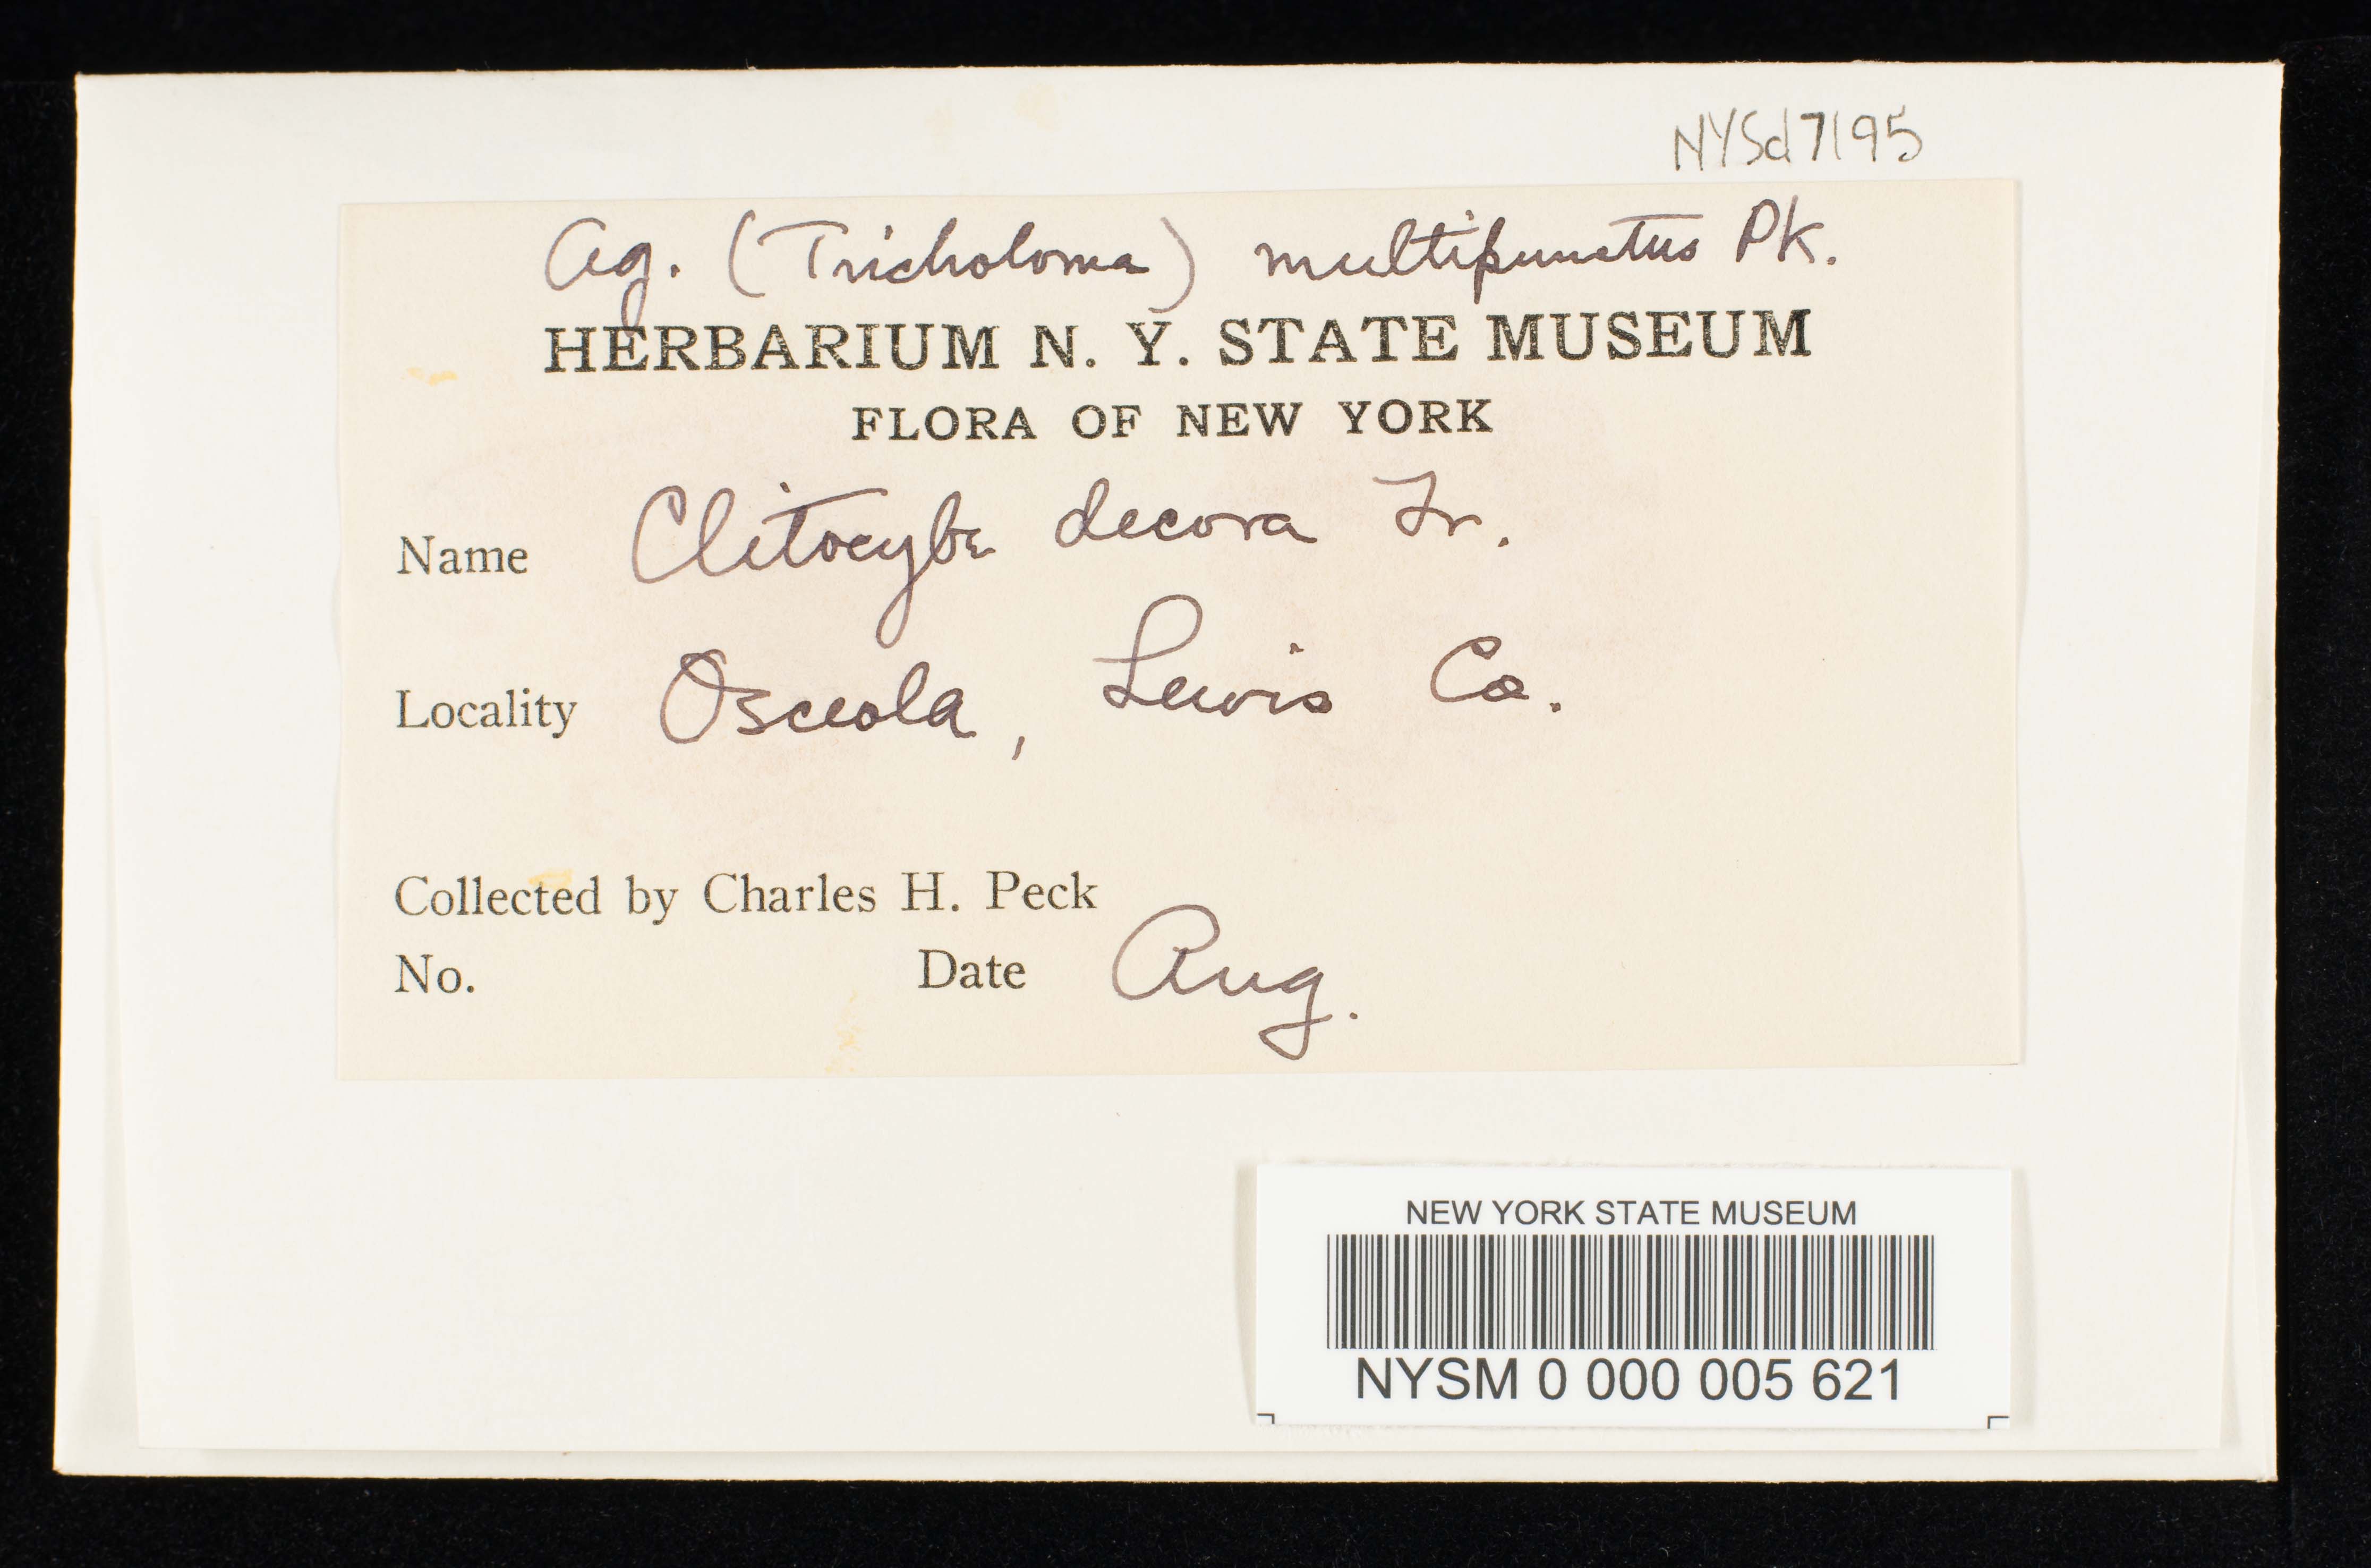 NYSd7195
Ag. (Tricholoma) multipunctus Pk.
HERBARIUM N. Y. STATE MUSEUM
FLORA OF NEW YORK
Name Clitocybe decora Fr.
Locality Osceola, Lewis Co.
Collected by Charles H. Peck
No. Date Aug.
NEW YORK STATE MUSEUM
NYSM 0 000 005 621